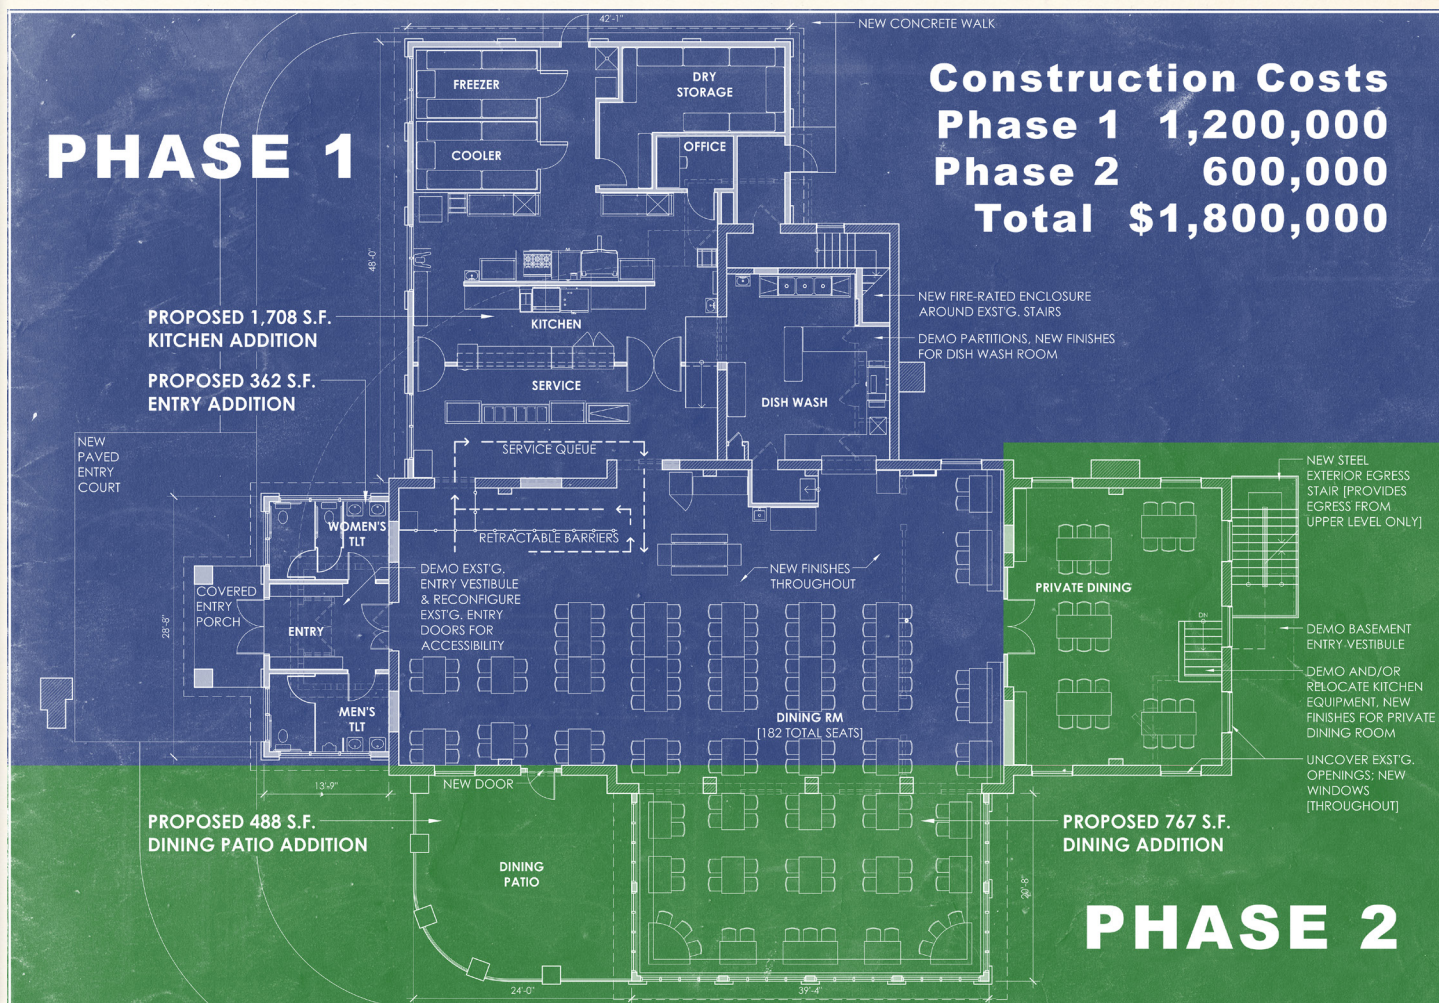 42'-1"
NEW CONCRETE WALK
Construction Costs
Phase 1 1,200,000
Phase 2 600,000
Total $1,800,000
PHASE 1
FREEZER
DRY
STORAGE
COOLER
OFFICE
48'-0"
NEW FIRE-RATED ENCLOSURE
AROUND EXST'G. STAIRS
PROPOSED 1,708 S.F.
KITCHEN ADDITION
KITCHEN
DEMO PARTITIONS, NEW FINISHES
FOR DISH WASH ROOM
PROPOSED 362 S.F.
ENTRY ADDITION
SERVICE
DISH WASH
NEW
PAVED
ENTRY
COURT
SERVICE QUEUE
RETRACTABLE BARRIERS
NEW STEEL
EXTERIOR EGRESS
STAIR [PROVIDES
EGRESS FROM
UPPER LEVEL ONLY]
WOMEN'S
TLT
COVERED
ENTRY
PORCH
28'-8"
DEMO EXST'G.
ENTRY VESTIBULE
& RECONFIGURE
EXST'G. ENTRY
DOORS FOR
ACCESSIBILITY
NEW FINISHES
THROUGHOUT
PRIVATE DINING
ENTRY
DN
DEMO BASEMENT
ENTRY VESTIBULE
DEMO AND/OR
RELOCATE KITCHEN
EQUIPMENT, NEW
FINISHES FOR PRIVATE
DINING ROOM
MEN'S
TLT
DINING RM
[182 TOTAL SEATS]
UNCOVER EXST'G.
OPENINGS; NEW
WINDOWS
[THROUGHOUT]
13'-9"
NEW DOOR
PROPOSED 488 S.F.
DINING PATIO ADDITION
PROPOSED 767 S.F.
DINING ADDITION
DINING
PATIO
20'-8"
PHASE 2
24'-0"
39'-4"